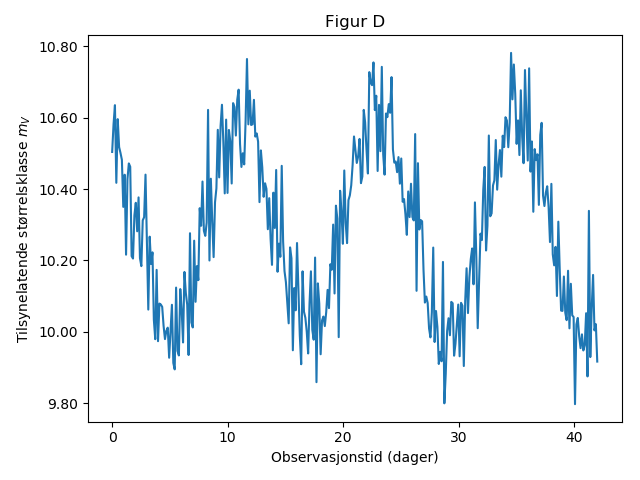 Figur D
Tilsynelatende størrelsesklasse $m_V$
10.80
10.60
10.40
10.20
10.00
9.80
0 10 20 30 40
Observasjonstid (dager)